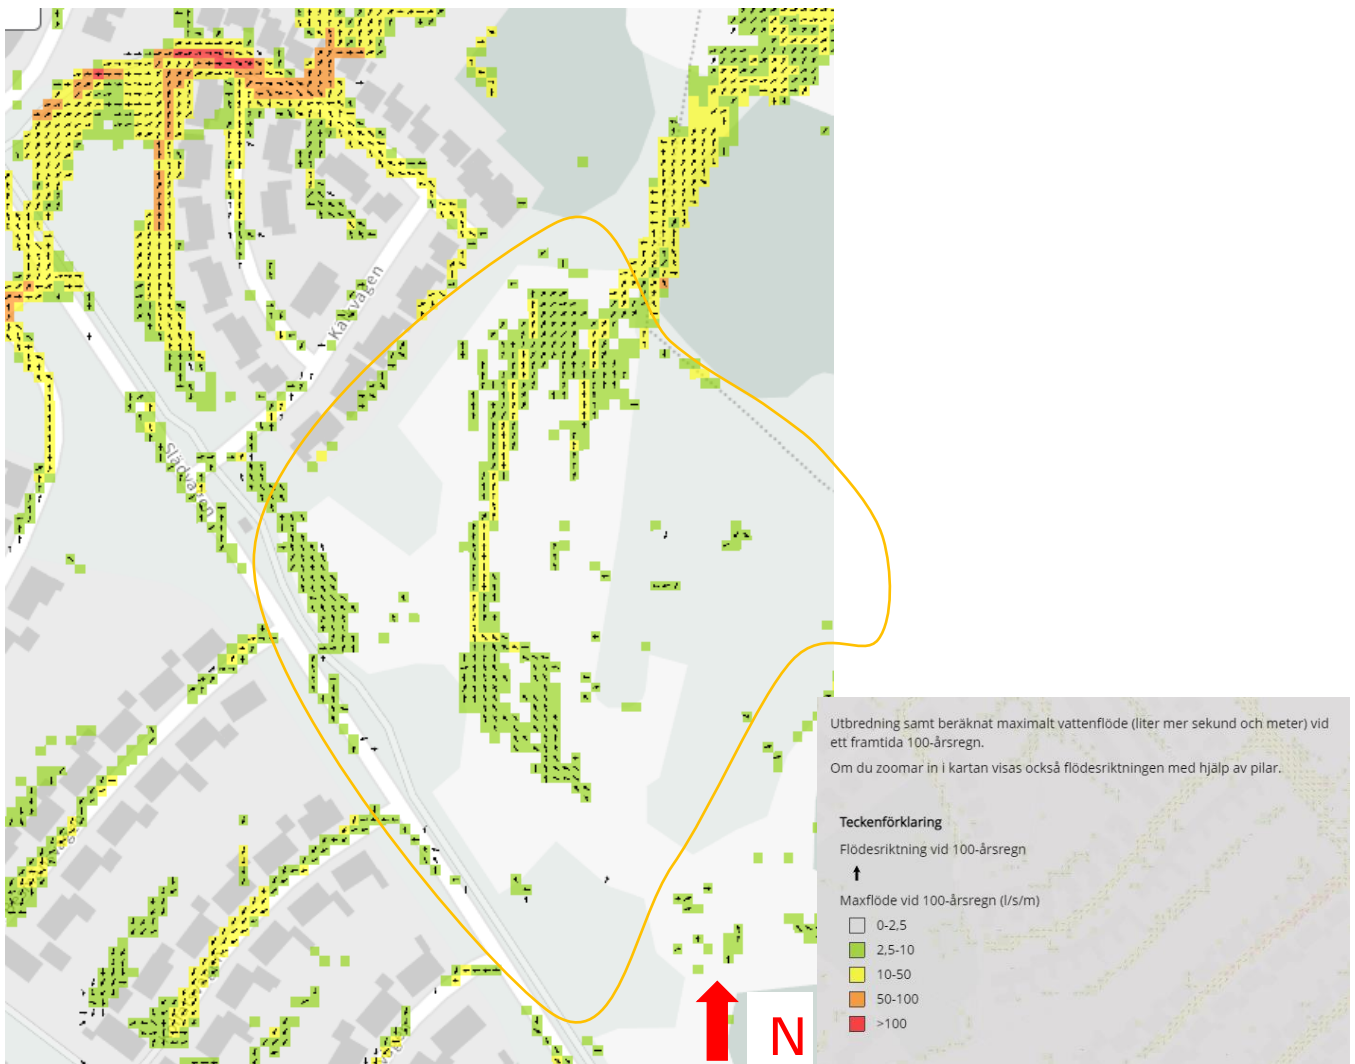 Kälkvägen
Slädvägen
Utbredning samt beräknat maximalt vattenflöde (liter mer sekund och meter) vid
ett framtida 100-årsregn.
Om du zoomar in i kartan visas också flödesriktningen med hjälp av pilar.
Teckenförklaring
Flödesriktning vid 100-årsregn
Maxflöde vid 100-årsregn (l/s/m)
0-2,5
2,5-10
10-50
50-100
>100
N